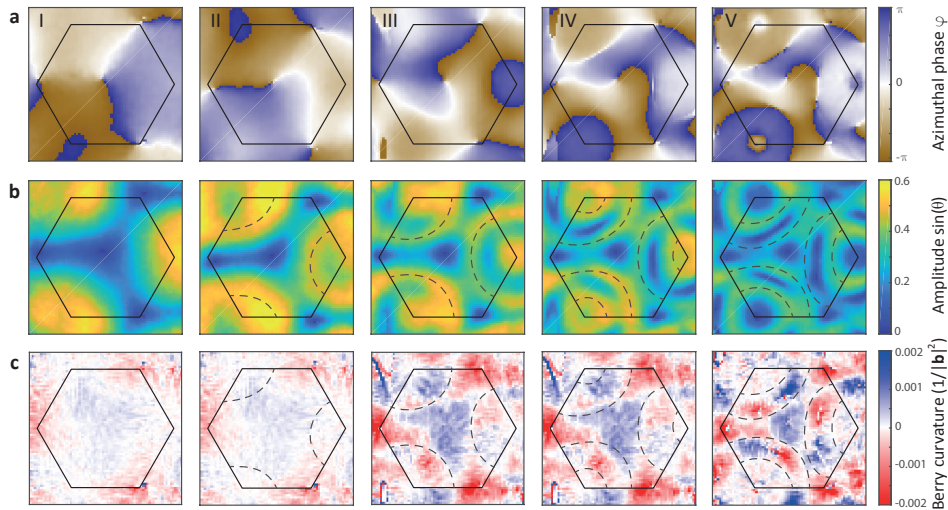 a I II III IV V
π
0
-π
Azimuthal phase φ
b
0.6
0.4
0.2
0
Amplitude sin(θ)
c
0.002
0.001
0
-0.001
-0.002
Berry curvature (1/|b|²)